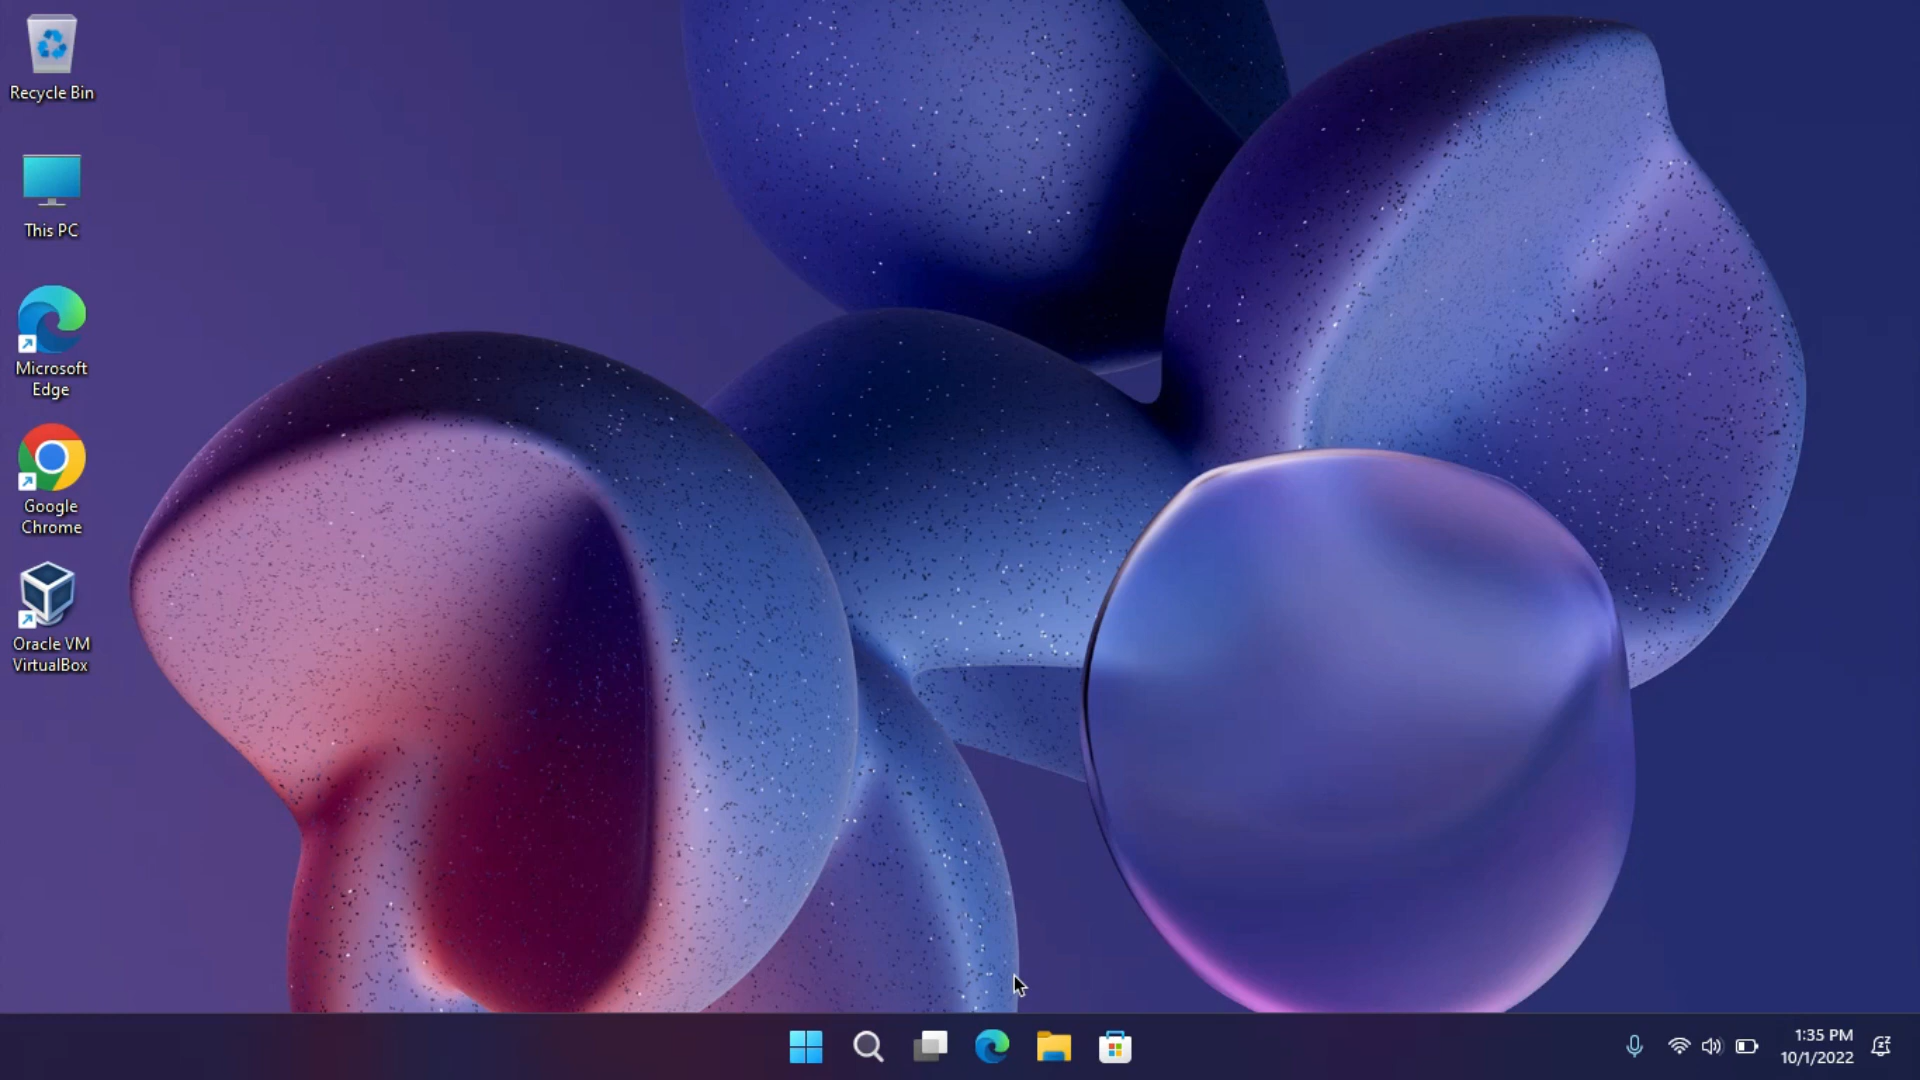 Recycle Bin
This PC
Microsoft
Edge
Google
Chrome
Oracle VM
VirtualBox
1:35 PM
10/1/2022